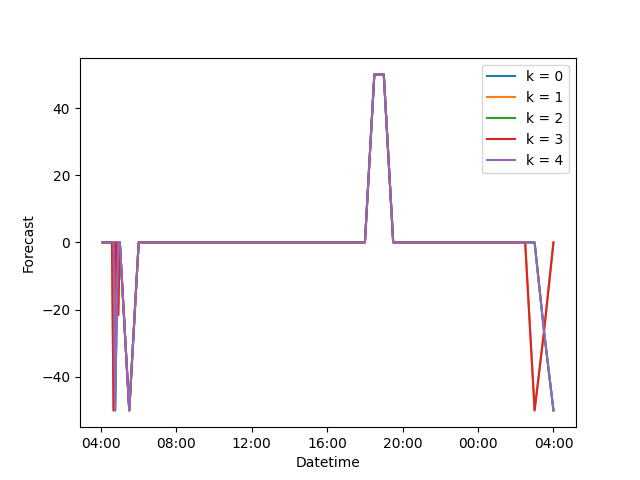 k = 0
k = 1
k = 2
k = 3
k = 4
40
20
0
−20
−40
Forecast
04:00 08:00 12:00 16:00 20:00 00:00 04:00
Datetime